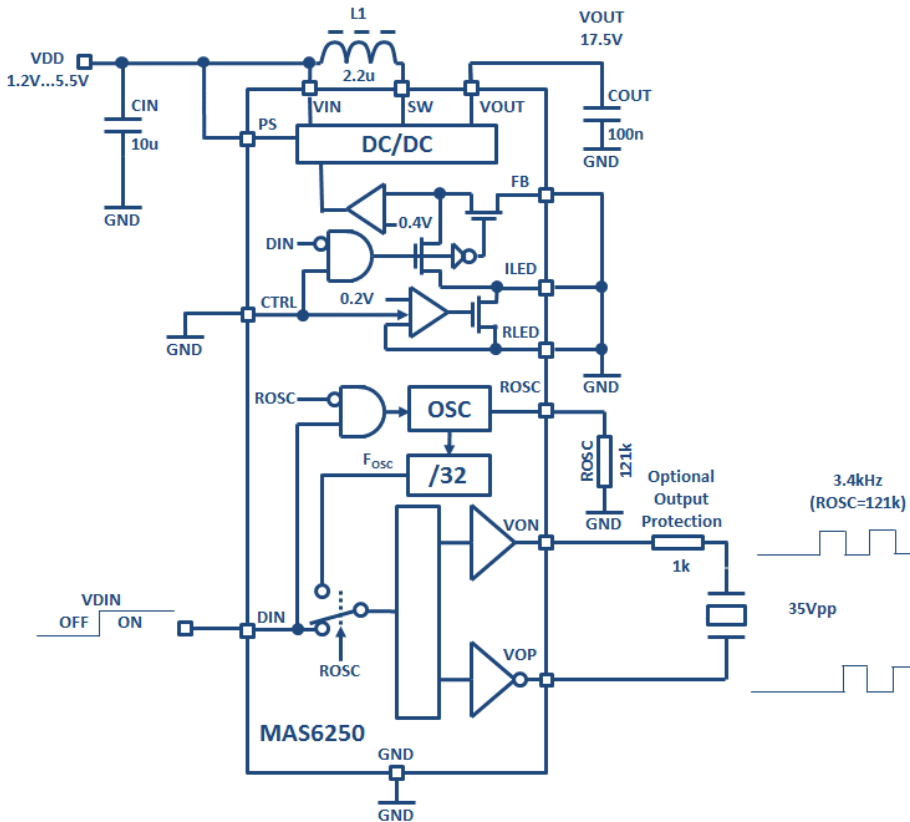 L1
VOUT
17.5V
VDD
1.2V...5.5V
2.2u
CIN
10u
GND
VIN
SW
VOUT
COUT
100n
GND
PS
DC/DC
FB
0.4V
DIN
ILED
CTRL
0.2V
RLED
GND
GND
ROSC
ROSC
OSC
ROSC
121k
FOSC
/32
GND
Optional
Output
Protection
3.4kHz
(ROSC=121k)
VON
1k
VDIN
OFF
ON
DIN
35Vpp
ROSC
VOP
MAS6250
GND
GND